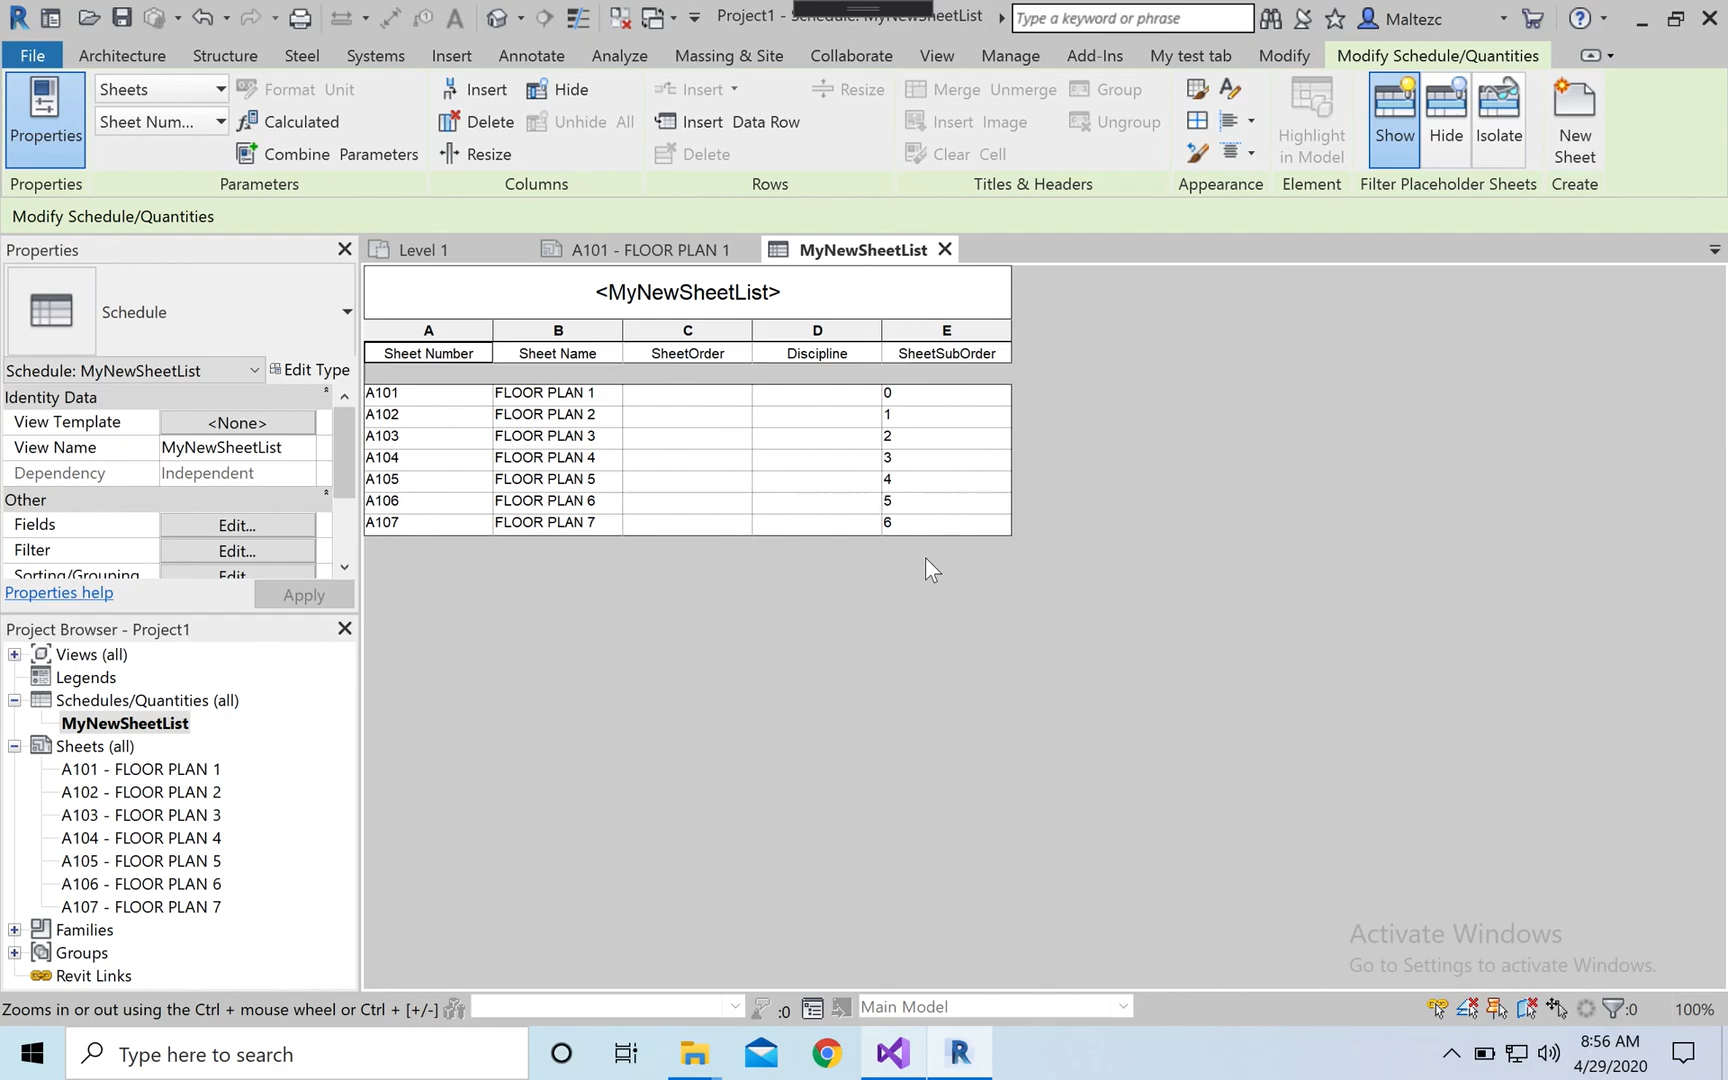 Project1 - Schedule: MyNewSheetList
Type a keyword or phrase
Maltezc
File Architecture Structure Steel Systems Insert Annotate Analyze Massing & Site Collaborate View Manage Add-Ins My test tab Modify Modify Schedule/Quantities
Properties
Sheets
Sheet Num...
Format Unit
Calculated
Combine Parameters
Insert
Delete
Resize
Hide
Unhide All
Insert
Insert Data Row
Delete
Resize
Merge Unmerge
Insert Image
Clear Cell
Group
Ungroup
Highlight
in Model
Show
Hide
Isolate
New
Sheet
Properties Parameters Columns Rows Titles & Headers Appearance Element Filter Placeholder Sheets Create
Modify Schedule/Quantities
Properties
Schedule
Schedule: MyNewSheetList
Edit Type
Identity Data
View Template <None>
View Name MyNewSheetList
Dependency Independent
Other
Fields Edit...
Filter Edit...
Sorting/Grouping Edit
Properties help
Apply
Level 1
A101 - FLOOR PLAN 1
MyNewSheetList
<MyNewSheetList>
A B C D E
Sheet Number Sheet Name SheetOrder Discipline SheetSubOrder
A101 FLOOR PLAN 1 0
A102 FLOOR PLAN 2 1
A103 FLOOR PLAN 3 2
A104 FLOOR PLAN 4 3
A105 FLOOR PLAN 5 4
A106 FLOOR PLAN 6 5
A107 FLOOR PLAN 7 6
Project Browser - Project1
Views (all)
Legends
Schedules/Quantities (all)
MyNewSheetList
Sheets (all)
A101 - FLOOR PLAN 1
A102 - FLOOR PLAN 2
A103 - FLOOR PLAN 3
A104 - FLOOR PLAN 4
A105 - FLOOR PLAN 5
A106 - FLOOR PLAN 6
A107 - FLOOR PLAN 7
Families
Groups
Revit Links
Activate Windows
Go to Settings to activate Windows.
Zooms in or out using the Ctrl + mouse wheel or Ctrl + [+/-]
:0
Main Model
:0
100%
Type here to search
8:56 AM
4/29/2020